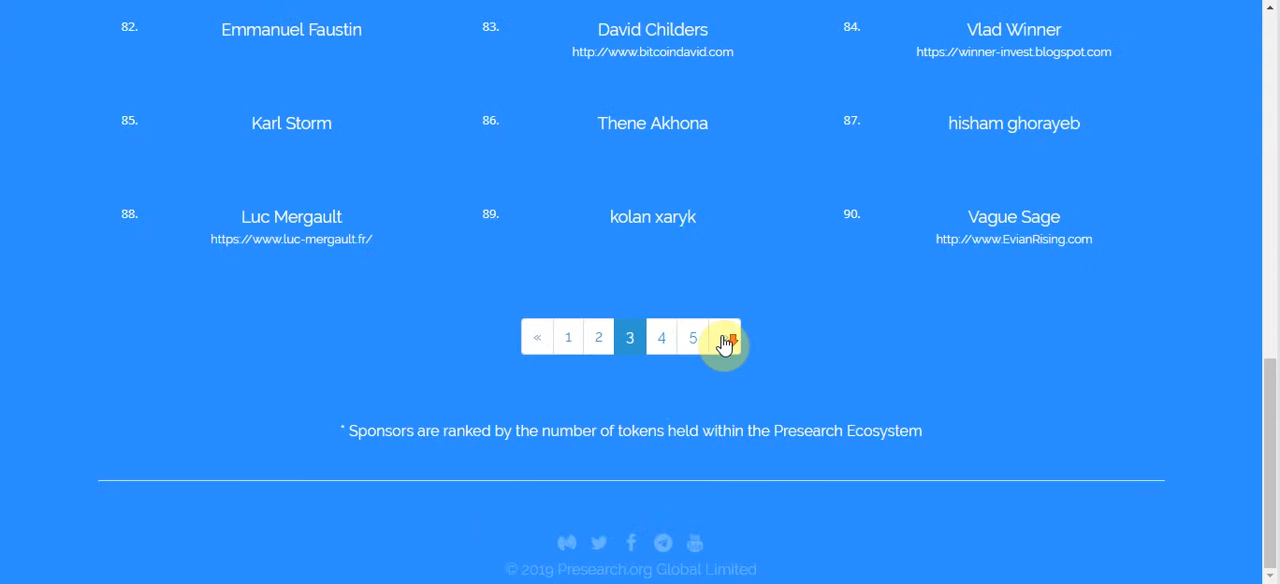 82. Emmanuel Faustin 83. David Childers 84. Vlad Winner
http://www.bitcoindavid.com https://winner-invest.blogspot.com
85. Karl Storm 86. Thene Akhona 87. hisham ghorayeb
88. Luc Mergault 89. kolan xaryk 90. Vague Sage
https://www.luc-mergault.fr/ http://www.EvianRising.com
« 1 2 3 4 5
* Sponsors are ranked by the number of tokens held within the Presearch Ecosystem
© 2019 Presearch.org Global Limited